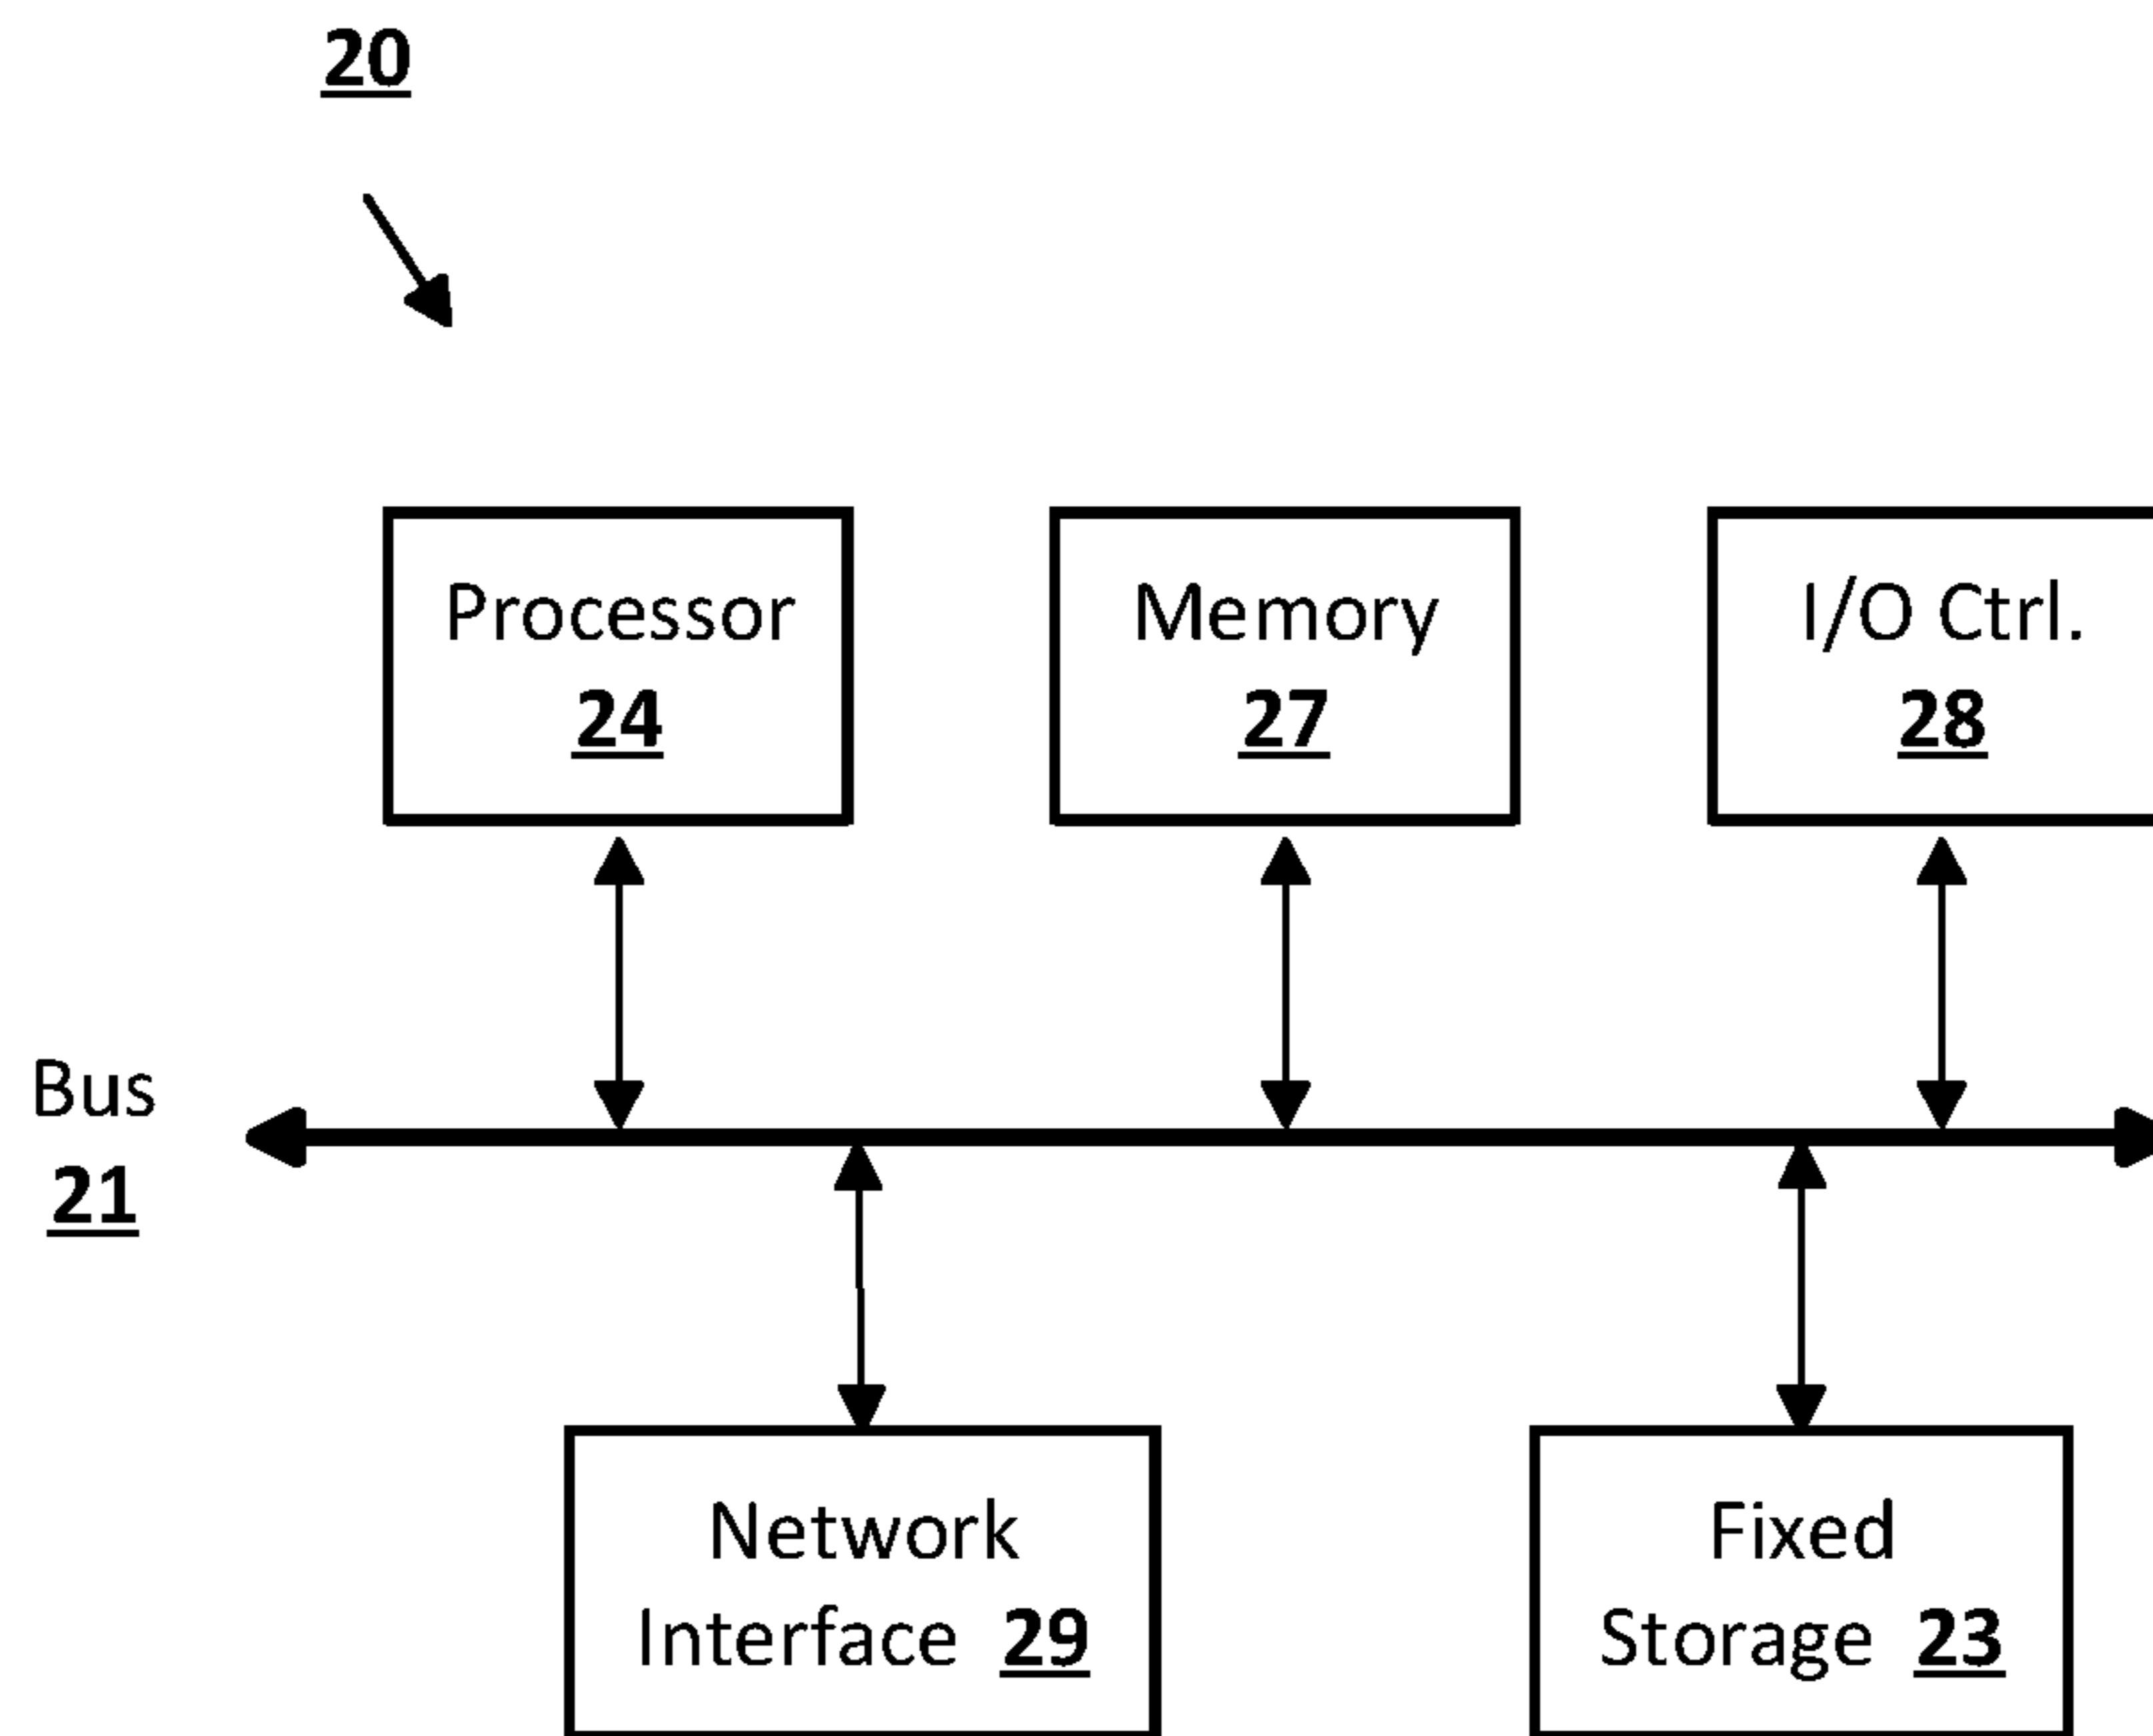 20
Processor
24
Memory
27
I/O Ctrl.
28
Bus
21
Network
Interface 29
Fixed
Storage 23